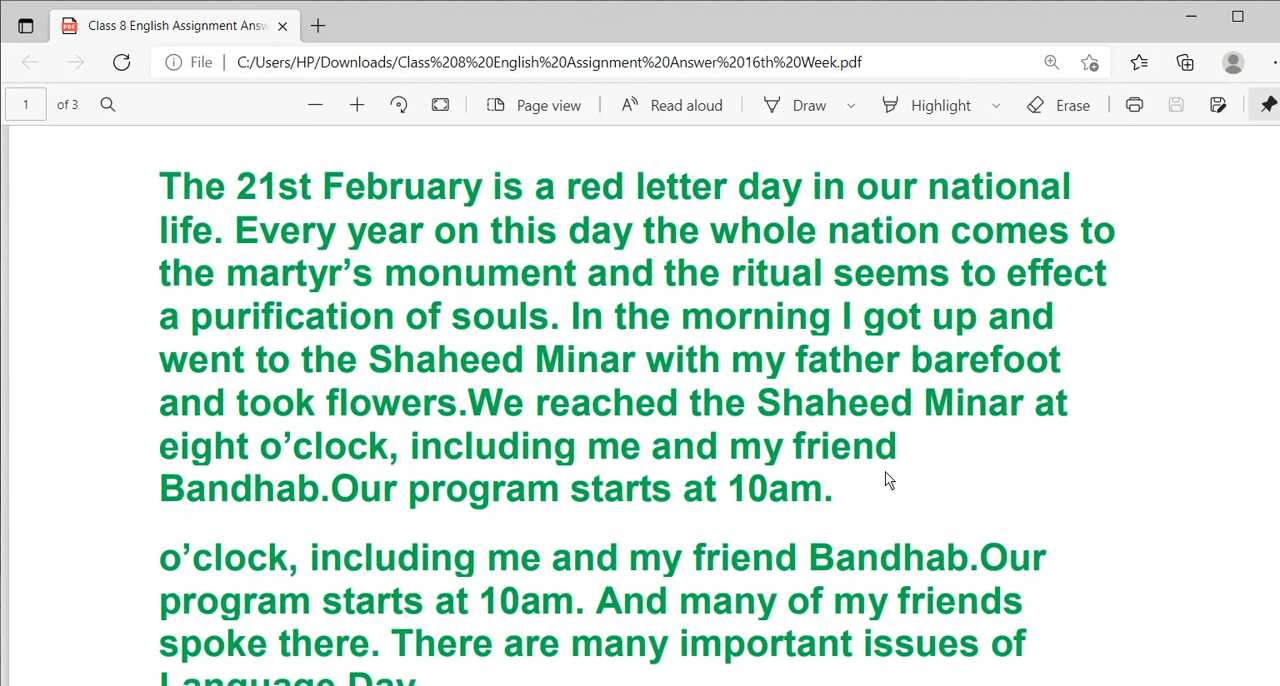 Class 8 English Assignment Answ
File C:/Users/HP/Downloads/Class%208%20English%20Assignment%20Answer%2016th%20Week.pdf
1 of 3 Page view Read aloud Draw Highlight Erase
The 21st February is a red letter day in our national
life. Every year on this day the whole nation comes to
the martyr’s monument and the ritual seems to effect
a purification of souls. In the morning I got up and
went to the Shaheed Minar with my father barefoot
and took flowers.We reached the Shaheed Minar at
eight o’clock, including me and my friend
Bandhab.Our program starts at 10am.
o’clock, including me and my friend Bandhab.Our
program starts at 10am. And many of my friends
spoke there. There are many important issues of
Language Day.